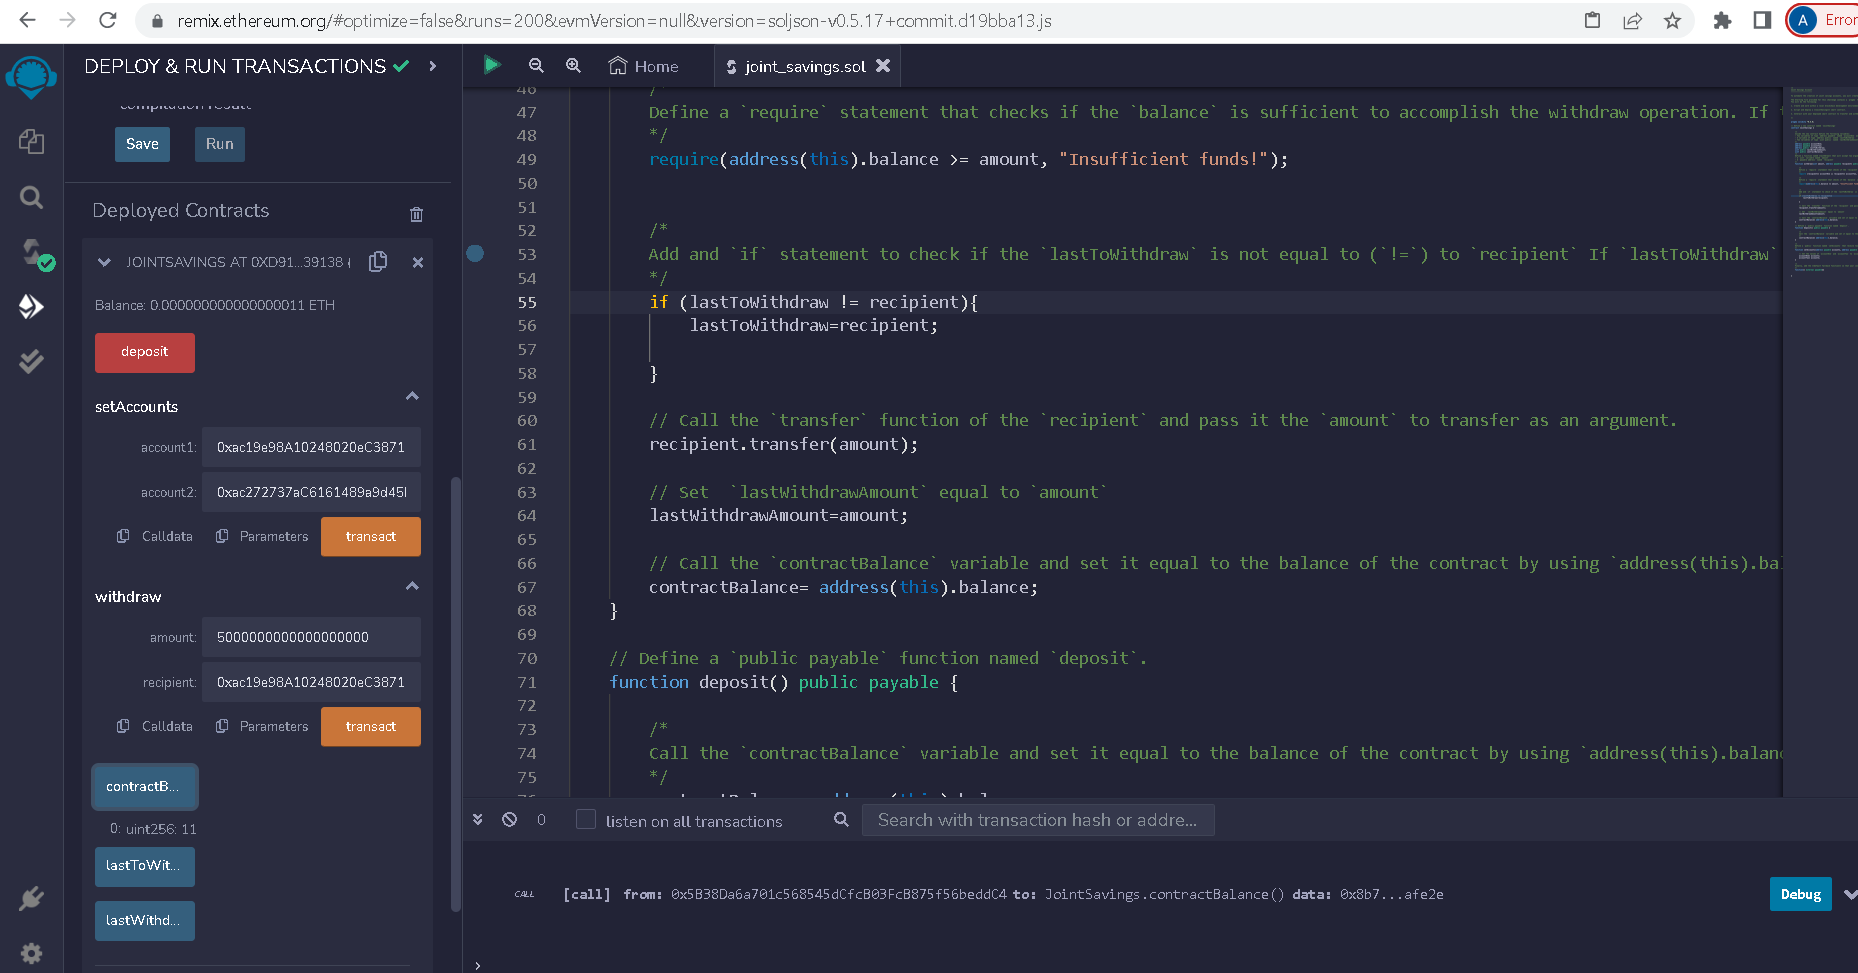 remix.ethereum.org/#optimize=false&runs=200&evmVersion=null&version=soljson-v0.5.17+commit.d19bba13.js
A
Error
DEPLOY & RUN TRANSACTIONS
compilation result
Save
Run
Deployed Contracts
JOINTSAVINGS AT 0XD91...39138 (
Balance: 0.000000000000000011 ETH
deposit
setAccounts
account1:
0xac19e98A10248020eC3871
account2:
0xac272737aC6161489a9d45
Calldata
Parameters
transact
withdraw
amount:
5000000000000000000
recipient:
0xac19e98A10248020eC3871
Calldata
Parameters
transact
contractB...
0: uint256: 11
lastToWit...
lastWithd...
Home
joint_savings.sol
46 /*
47 Define a `require` statement that checks if the `balance` is sufficient to accomplish the withdraw operation. If
48 */
49 require(address(this).balance >= amount, "Insufficient funds!");
50
51
52 /*
53 Add and `if` statement to check if the `lastToWithdraw` is not equal to (`!=`) to `recipient` If `lastToWithdraw`
54 */
55 if (lastToWithdraw != recipient){
56 lastToWithdraw=recipient;
57
58 }
59
60 // Call the `transfer` function of the `recipient` and pass it the `amount` to transfer as an argument.
61 recipient.transfer(amount);
62
63 // Set  `lastWithdrawAmount` equal to `amount`
64 lastWithdrawAmount=amount;
65
66 // Call the `contractBalance` variable and set it equal to the balance of the contract by using `address(this).bal
67 contractBalance= address(this).balance;
68 }
69
70 // Define a `public payable` function named `deposit`.
71 function deposit() public payable {
72
73 /*
74 Call the `contractBalance` variable and set it equal to the balance of the contract by using `address(this).balanc
75 */
0
listen on all transactions
Search with transaction hash or addre...
CALL
[call] from: 0x5B38Da6a701c568545dCfcB03FcB875f56beddC4 to: JointSavings.contractBalance() data: 0x8b7...afe2e
Debug
>